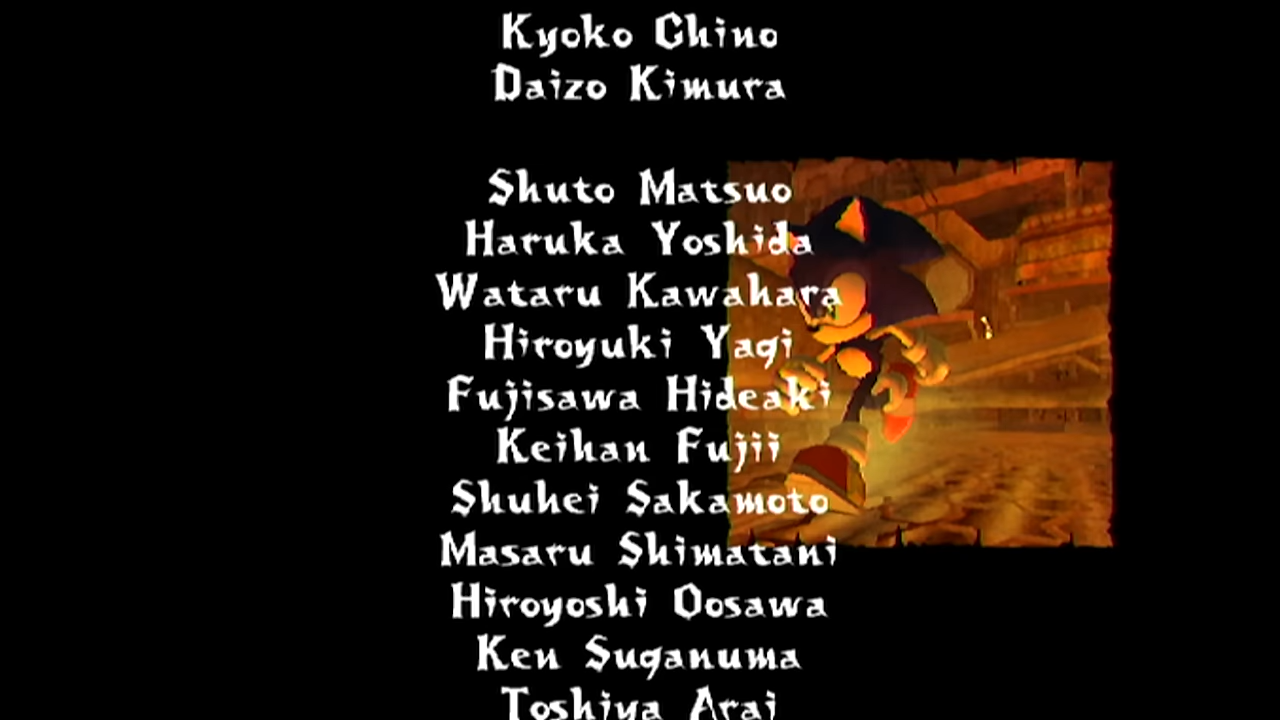 Kyoko Chino
Daizo Kimura
Shuto Matsuo
Haruka Yoshida
Wataru Kawahara
Hiroyuki Yagi
Fujisawa Hideaki
Keihan Fujii
Shuhei Sakamoto
Masaru Shimatani
Hiroyoshi Oosawa
Ken Suganuma
Toshiya Arai